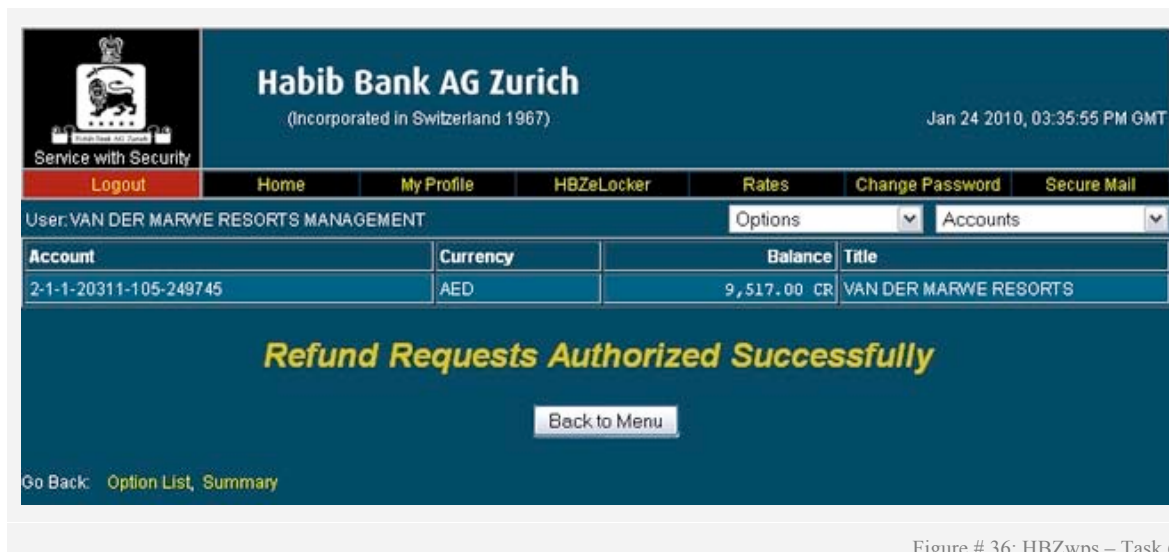 Habib Bank AG Zurich
(Incorporated in Switzerland 1967)
Jan 24 2010, 03:35:55 PM GMT
Service with Security
Logout Home My Profile HBZeLocker Rates Change Password Secure Mail
User: VAN DER MARWE RESORTS MANAGEMENT Options Accounts
Account Currency Balance Title
2-1-1-20311-105-249745 AED 9,517.00 CR VAN DER MARWE RESORTS
Refund Requests Authorized Successfully
Back to Menu
Go Back: Option List, Summary
Figure # 36: HBZwps – Task